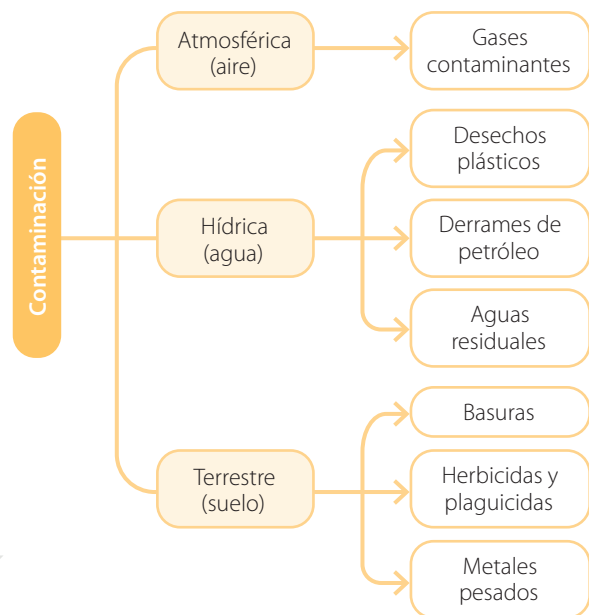 Contaminación
Atmosférica
(aire)
Gases
contaminantes
Hídrica
(agua)
Desechos
plásticos
Derrames de
petróleo
Aguas
residuales
Terrestre
(suelo)
Basuras
Herbicidas y
plaguicidas
Metales
pesados